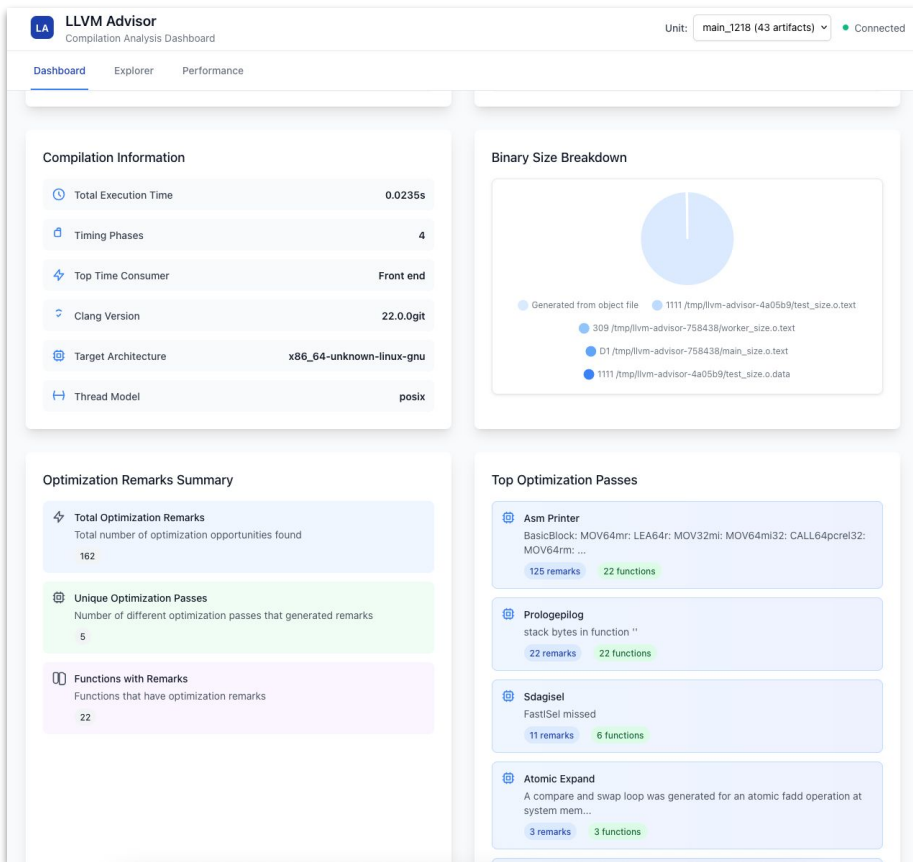 LA
LLVM Advisor
Compilation Analysis Dashboard
Unit: main_1218 (43 artifacts)
Connected
Dashboard Explorer Performance
Compilation Information
Total Execution Time 0.0235s
Timing Phases 4
Top Time Consumer Front end
Clang Version 22.0.0git
Target Architecture x86_64-unknown-linux-gnu
Thread Model posix
Binary Size Breakdown
Generated from object file 1111 /tmp/llvm-advisor-4a05b9/test_size.o.text
309 /tmp/llvm-advisor-758438/worker_size.o.text
D1 /tmp/llvm-advisor-758438/main_size.o.text
1111 /tmp/llvm-advisor-4a05b9/test_size.o.data
Optimization Remarks Summary
Total Optimization Remarks
Total number of optimization opportunities found
162
Unique Optimization Passes
Number of different optimization passes that generated remarks
5
Functions with Remarks
Functions that have optimization remarks
22
Top Optimization Passes
Asm Printer
BasicBlock: MOV64mr: LEA64r: MOV32mi: MOV64mi32: CALL64pcrel32:
MOV64rm: ...
125 remarks 22 functions
Prologepilog
stack bytes in function ''
22 remarks 22 functions
Sdagisel
FastISel missed
11 remarks 6 functions
Atomic Expand
A compare and swap loop was generated for an atomic fadd operation at
system mem...
3 remarks 3 functions